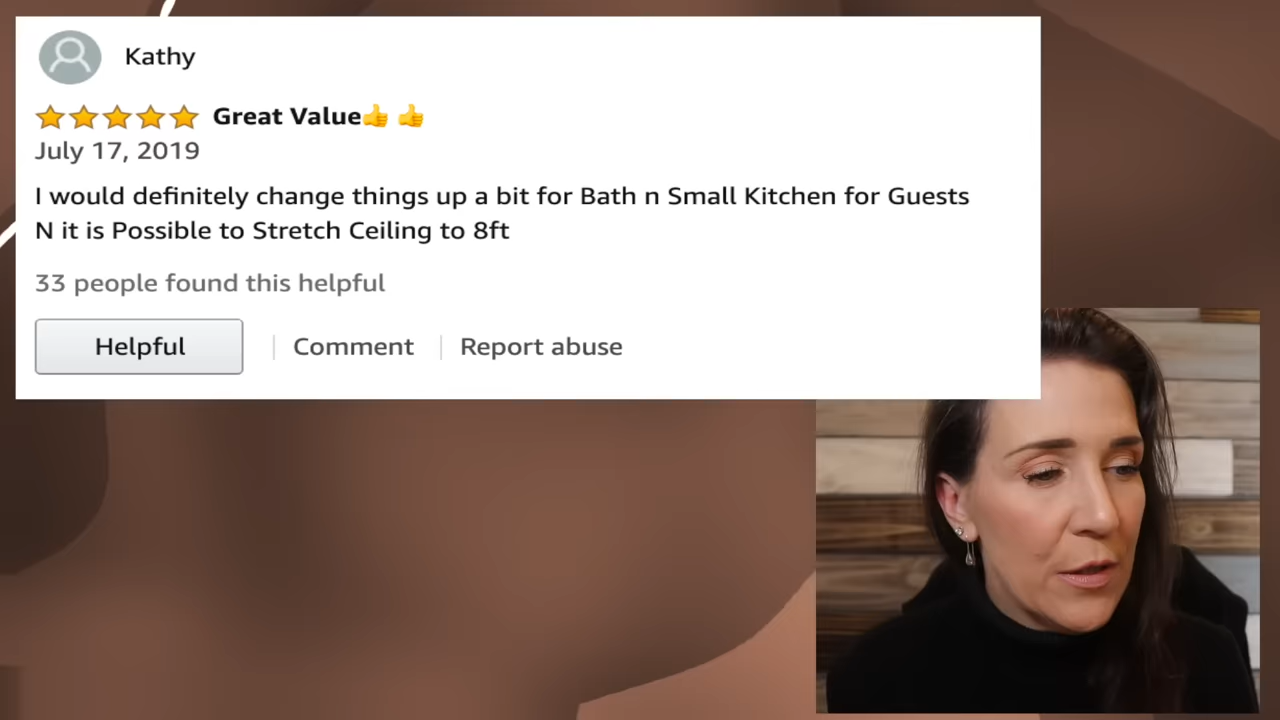 Kathy
Great Value👍 👍
July 17, 2019
I would definitely change things up a bit for Bath n Small Kitchen for Guests
N it is Possible to Stretch Ceiling to 8ft
33 people found this helpful
Helpful
Comment
Report abuse